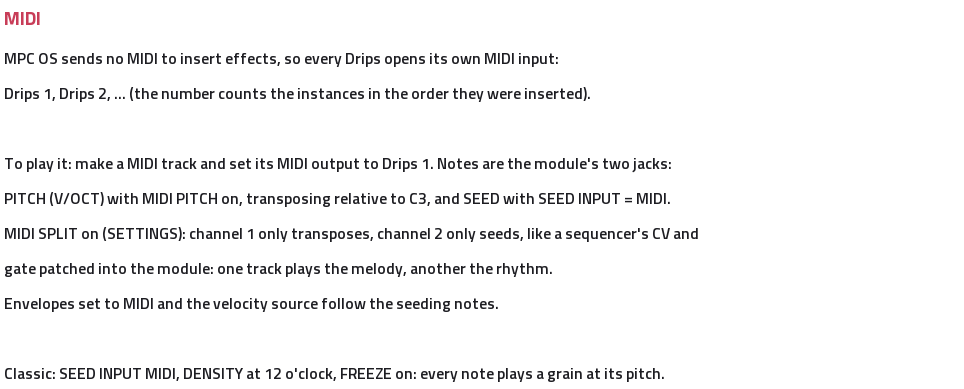 MIDI
MPC OS sends no MIDI to insert effects, so every Drips opens its own MIDI input:
Drips 1, Drips 2, ... (the number counts the instances in the order they were inserted).
To play it: make a MIDI track and set its MIDI output to Drips 1. Notes are the module's two jacks:
PITCH (V/OCT) with MIDI PITCH on, transposing relative to C3, and SEED with SEED INPUT = MIDI.
MIDI SPLIT on (SETTINGS): channel 1 only transposes, channel 2 only seeds, like a sequencer's CV and
gate patched into the module: one track plays the melody, another the rhythm.
Envelopes set to MIDI and the velocity source follow the seeding notes.
Classic: SEED INPUT MIDI, DENSITY at 12 o'clock, FREEZE on: every note plays a grain at its pitch.